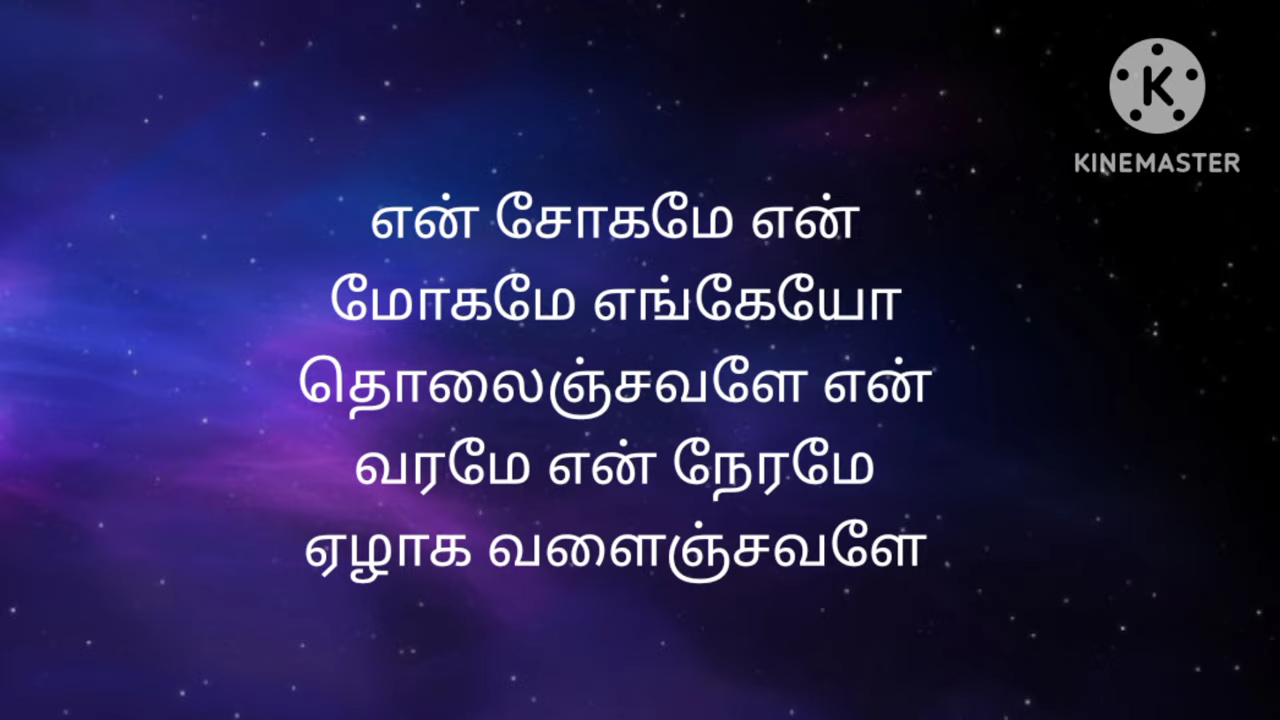 K
KINEMASTER
என் சோகமே என்
மோகமே எங்கேயோ
தொலைஞ்சவளே என்
வரமே என் நேரமே
ஏழாக வளைஞ்சவளே